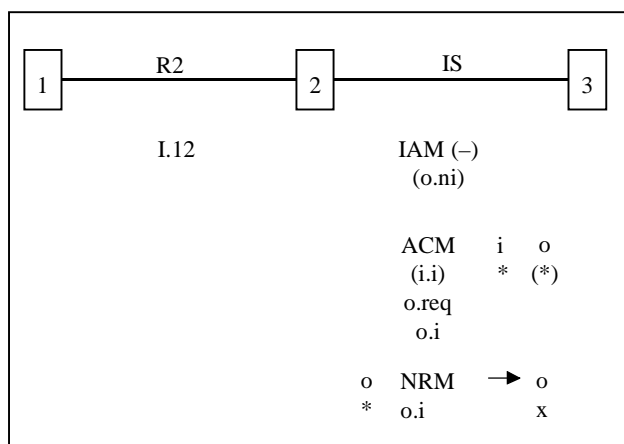 R2 IS
1 2 3
I.12 IAM (–)
(o.ni)
ACM i o
(i.i) * (*)
o.req
o.i
o NRM → o
* o.i x